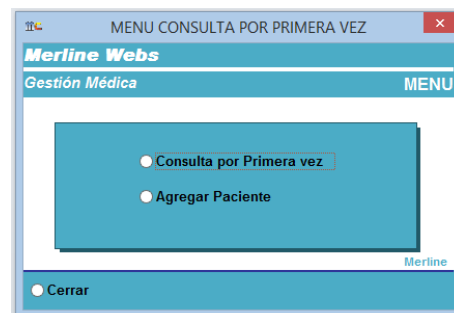 MENU CONSULTA POR PRIMERA VEZ
Merline Webs
Gestión Médica MENU
Consulta por Primera vez
Agregar Paciente
Merline
Cerrar